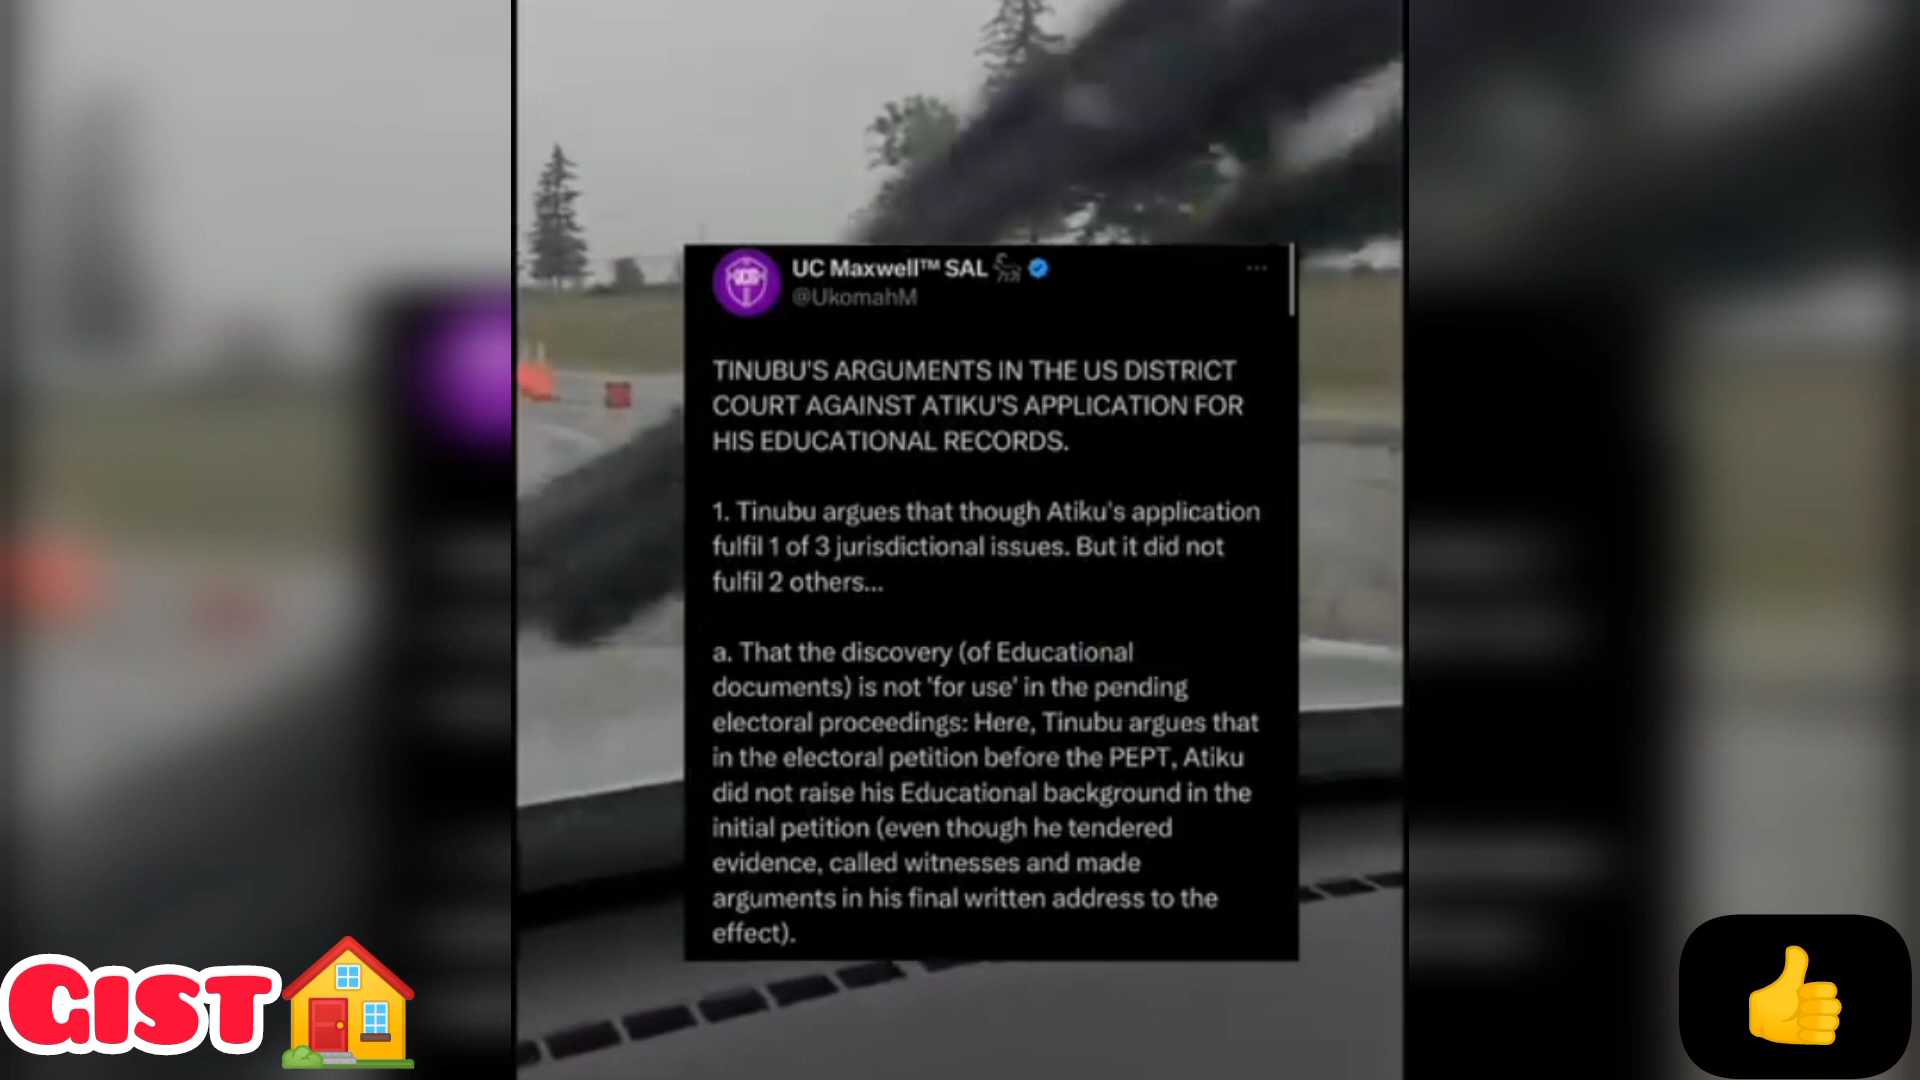 UC Maxwell™ SAL
@UkomahM
TINUBU'S ARGUMENTS IN THE US DISTRICT
COURT AGAINST ATIKU'S APPLICATION FOR
HIS EDUCATIONAL RECORDS.
1. Tinubu argues that though Atiku's application
fulfil 1 of 3 jurisdictional issues. But it did not
fulfil 2 others...
a. That the discovery (of Educational
documents) is not 'for use' in the pending
electoral proceedings: Here, Tinubu argues that
in the electoral petition before the PEPT, Atiku
did not raise his Educational background in the
initial petition (even though he tendered
evidence, called witnesses and made
arguments in his final written address to the
effect).
GIST